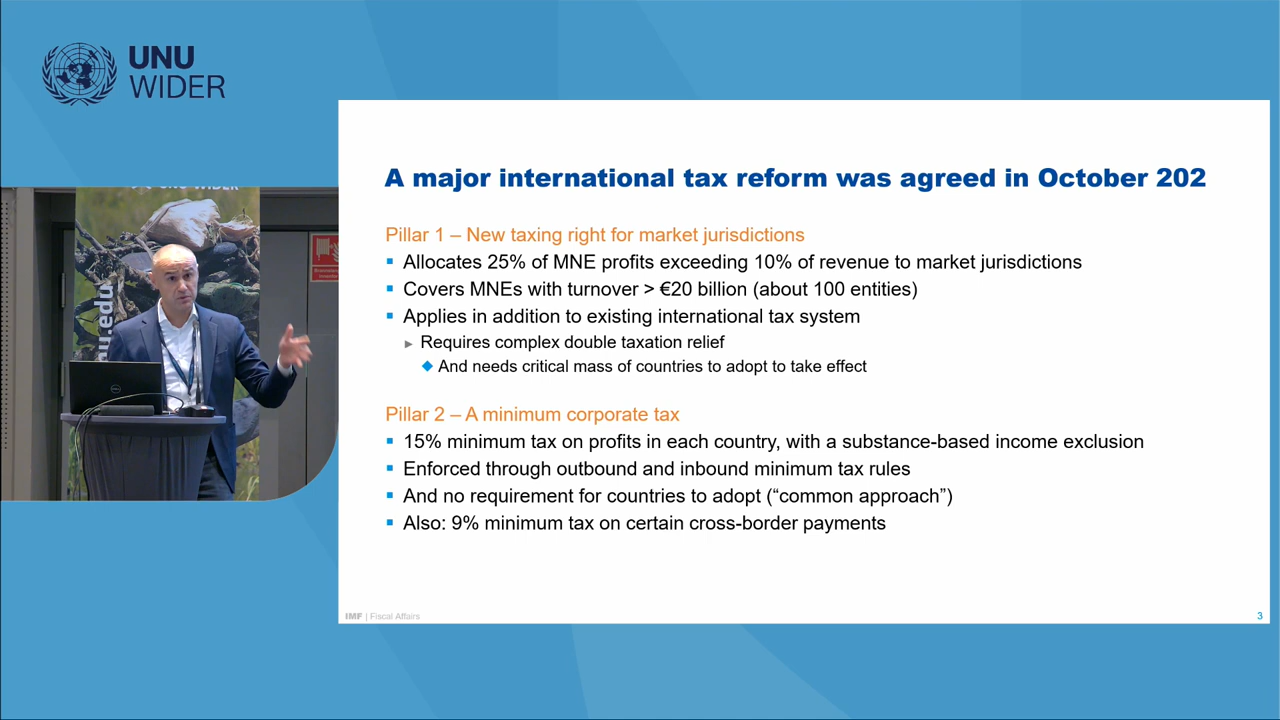 UNU
WIDER
UNU WIDER
nu.edu
A major international tax reform was agreed in October 202
Pillar 1 – New taxing right for market jurisdictions
▪ Allocates 25% of MNE profits exceeding 10% of revenue to market jurisdictions
▪ Covers MNEs with turnover > €20 billion (about 100 entities)
▪ Applies in addition to existing international tax system
▸ Requires complex double taxation relief
◆ And needs critical mass of countries to adopt to take effect
Pillar 2 – A minimum corporate tax
▪ 15% minimum tax on profits in each country, with a substance-based income exclusion
▪ Enforced through outbound and inbound minimum tax rules
▪ And no requirement for countries to adopt (“common approach”)
▪ Also: 9% minimum tax on certain cross-border payments
IMF | Fiscal Affairs
3